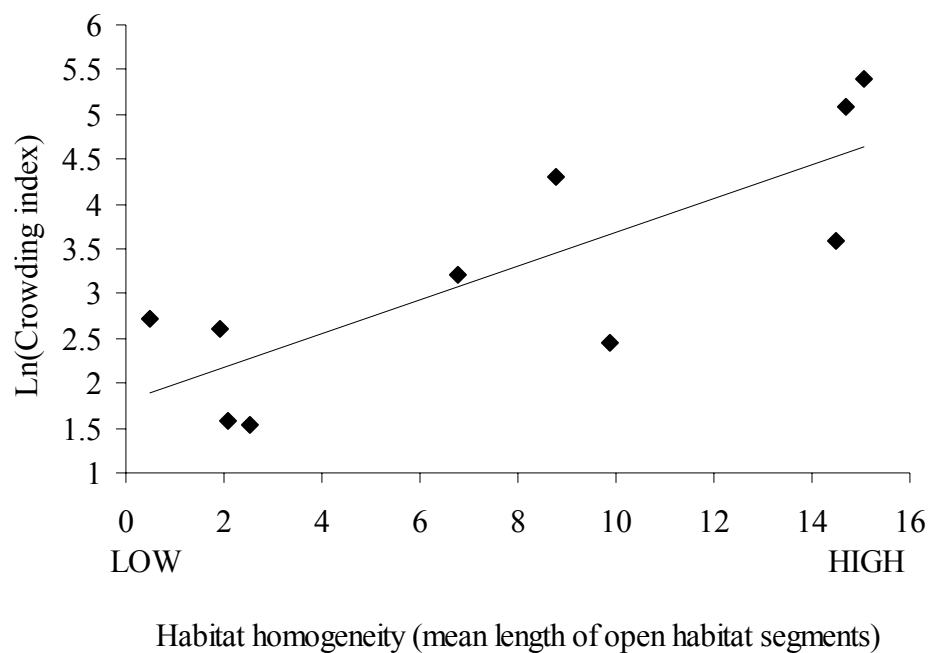 6
5.5
5
4.5
4
3.5
3
2.5
2
1.5
1
Ln(Crowding index)
0 2 4 6 8 10 12 14 16
LOW HIGH
Habitat homogeneity (mean length of open habitat segments)